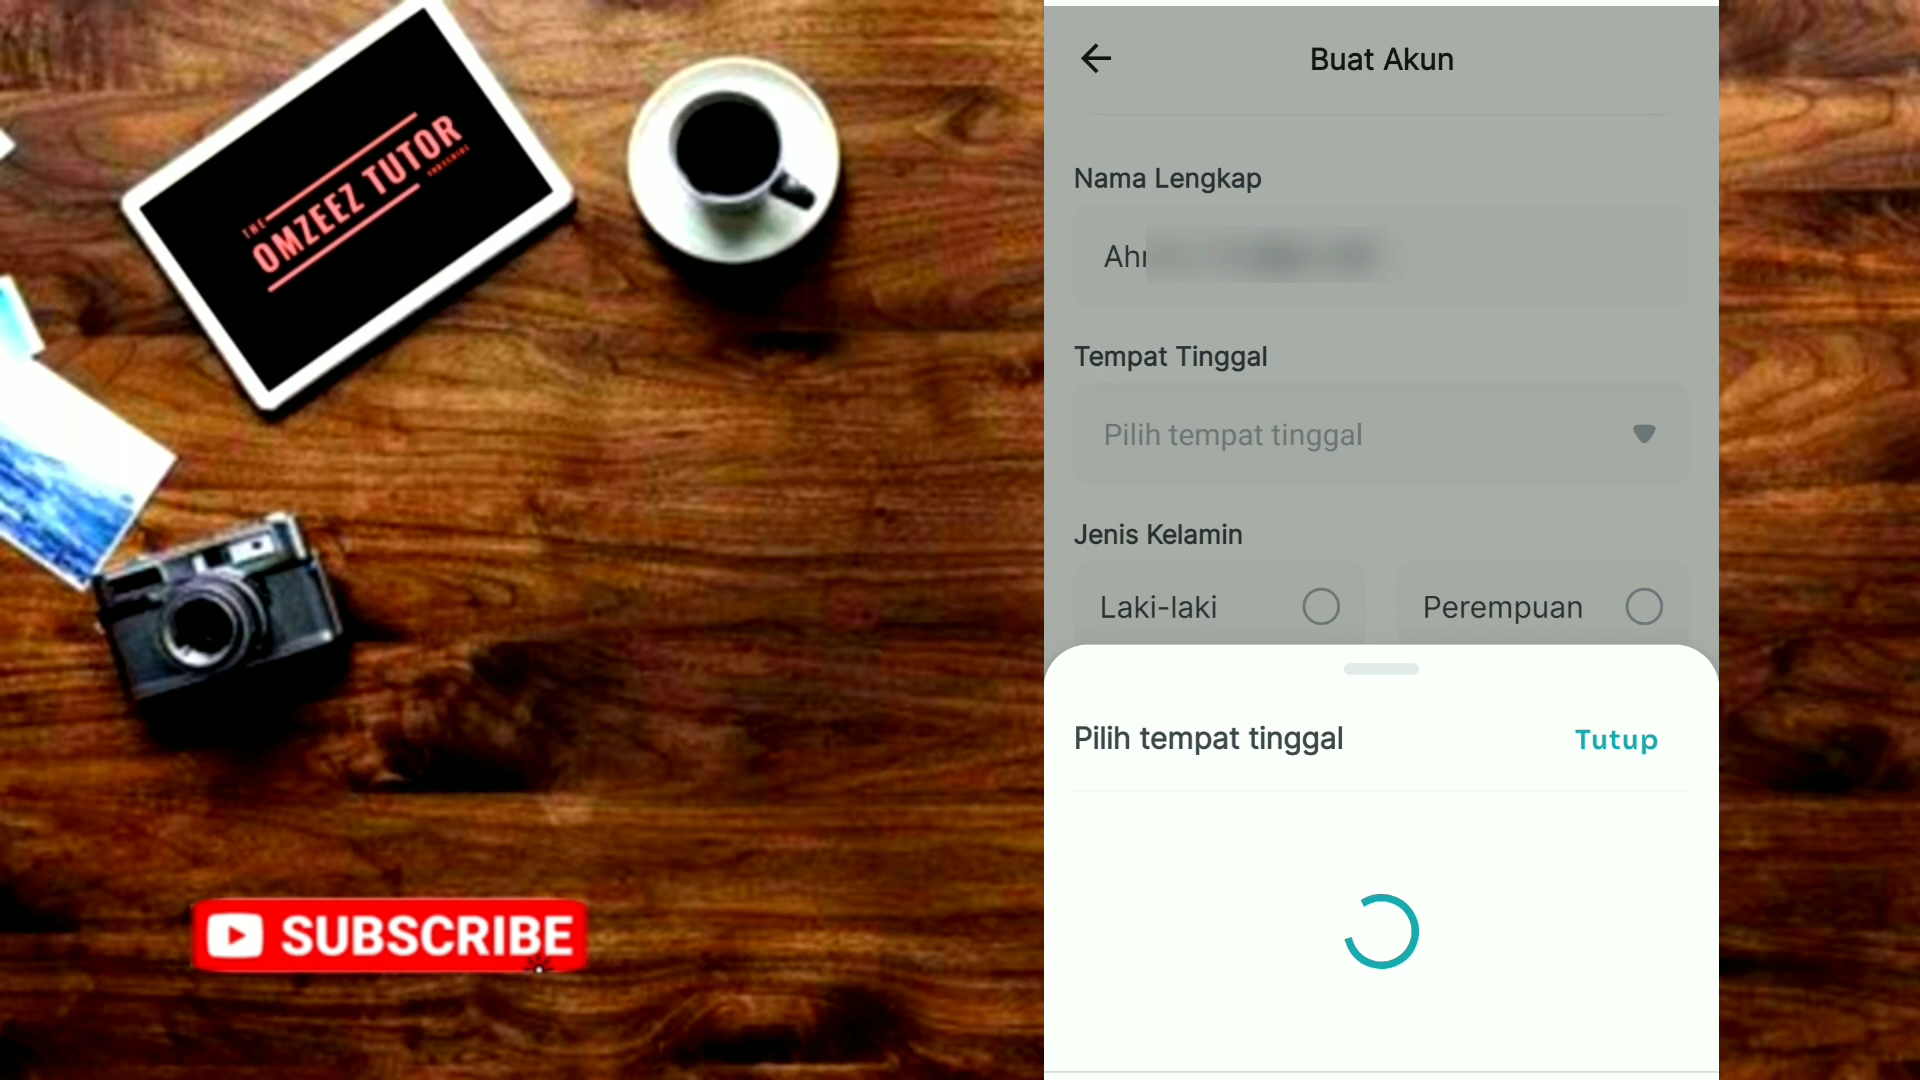 THE
OMZEEZ TUTOR
SUBSCRIBE
SUBSCRIBE
Buat Akun
Nama Lengkap
Tempat Tinggal
Pilih tempat tinggal
Jenis Kelamin
Laki-laki
Perempuan
Pilih tempat tinggal
Tutup